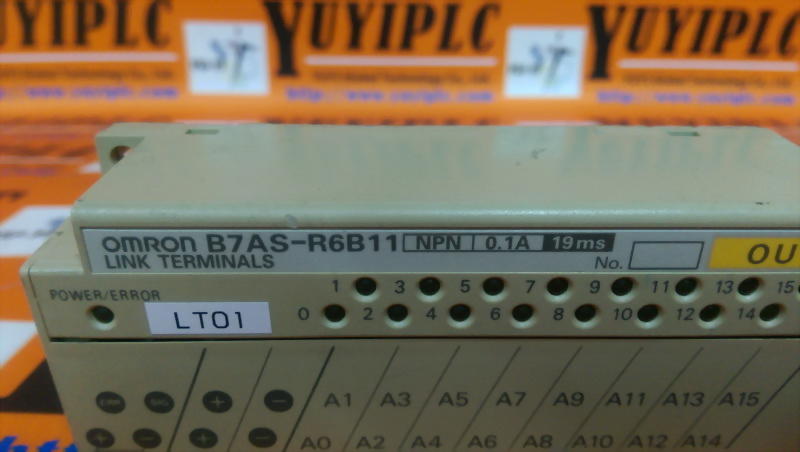 YUYIPLC YUYIPLC
http://www.yuyiplc.com http://www.yuyiplc.com
OMRON B7AS-R6B11 NPN 0.1A 19ms
LINK TERMINALS No. OU
POWER/ERROR 1 3 5 7 9 11 13 15
LT01 0 2 4 6 8 10 12 14
+ − A1 A3 A5 A7 A9 A11 A13 A15
+ − + − A0 A2 A4 A6 A8 A10 A12 A14